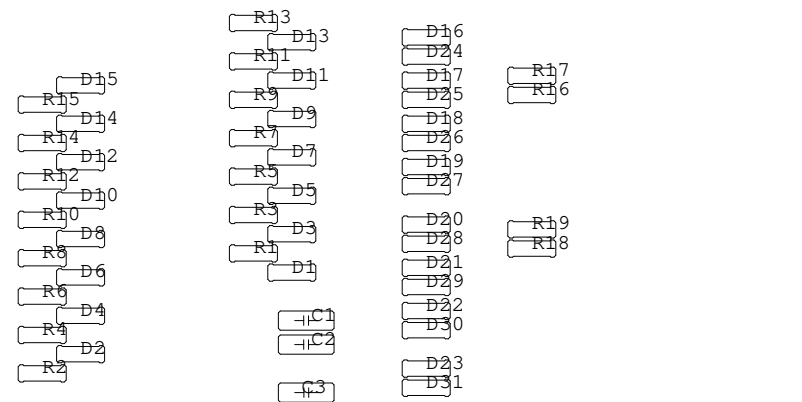 R13
D13
R11
D11
R9
D9
R7
D7
R5
D5
R3
D3
R1
D1
D15
R15
D14
R14
D12
R12
D10
R10
D8
R8
D6
R6
D4
R4
D2
R2
C1
C2
C3
D16
D24
D17
D25
D18
D26
D19
D27
D20
D28
D21
D29
D22
D30
D23
D31
R17
R16
R19
R18